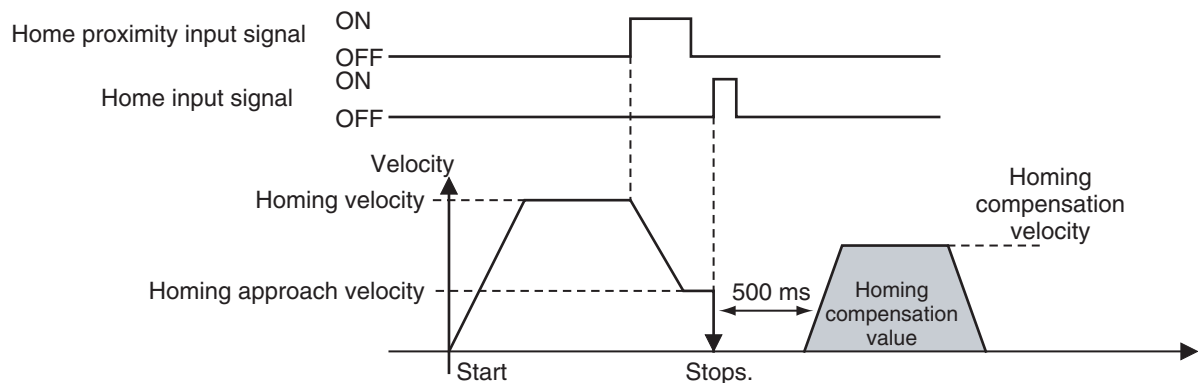 Home proximity input signal
ON
OFF
Home input signal
ON
OFF
Velocity
Homing velocity
Homing approach velocity
Start
Stops.
500 ms
Homing
compensation
value
Homing
compensation
velocity